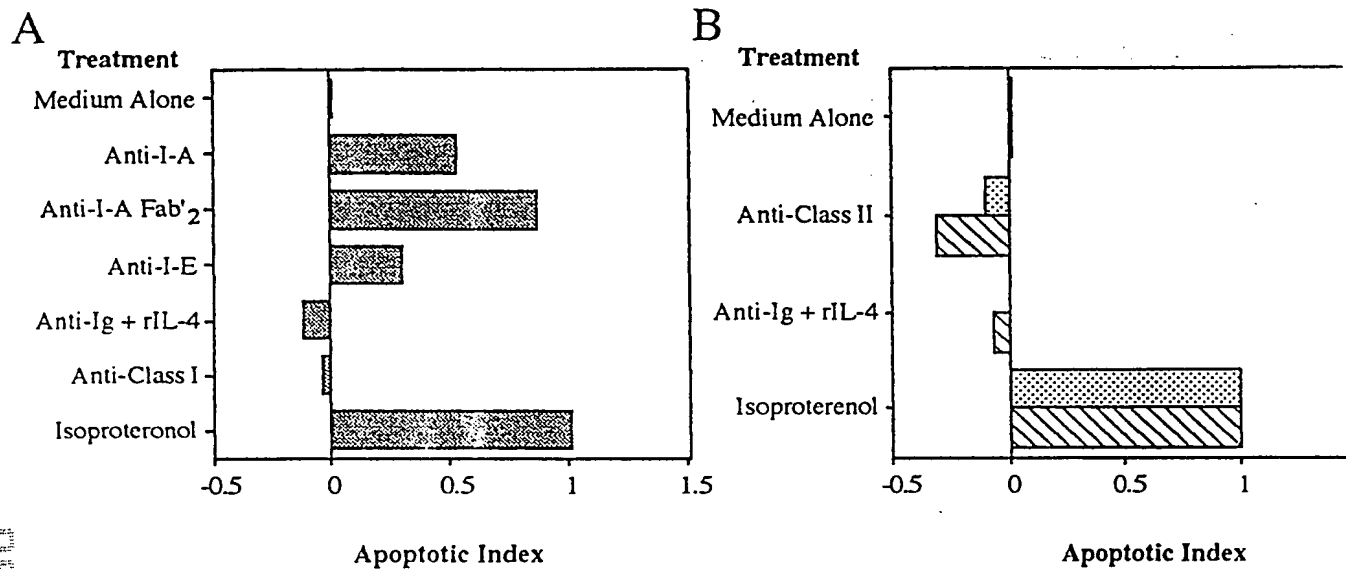 A
Treatment
Medium Alone
Anti-I-A
Anti-I-A Fab'2
Anti-I-E
Anti-Ig + rIL-4
Anti-Class I
Isoproteronol
-0.5 0 0.5 1 1.5
Apoptotic Index
B
Treatment
Medium Alone
Anti-Class II
Anti-Ig + rIL-4
Isoproterenol
-0.5 0 0.5 1
Apoptotic Index